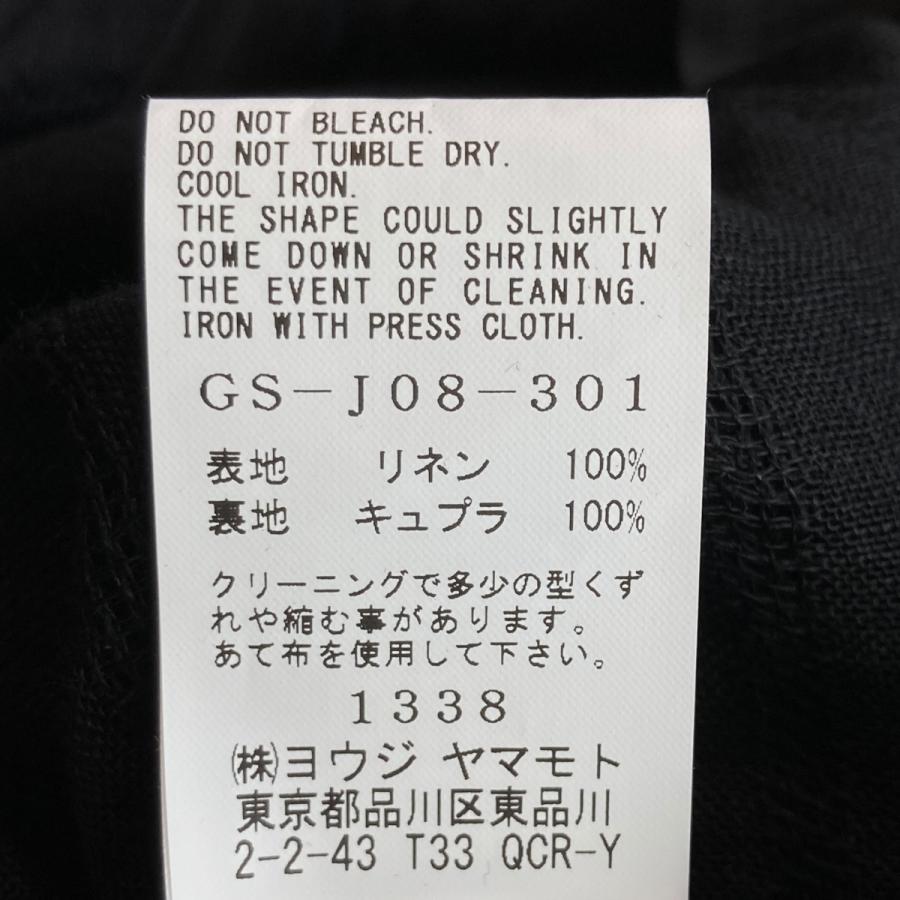 DO NOT BLEACH.
DO NOT TUMBLE DRY.
COOL IRON.
THE SHAPE COULD SLIGHTLY
COME DOWN OR SHRINK IN
THE EVENT OF CLEANING.
IRON WITH PRESS CLOTH.
GS-J08-301
表地 リネン 100%
裏地 キュプラ 100%
クリーニングで多少の型くず
れや縮む事があります。
あて布を使用して下さい。
1338
㈱ヨウジ ヤマモト
東京都品川区東品川
2-2-43 T33 QCR-Y